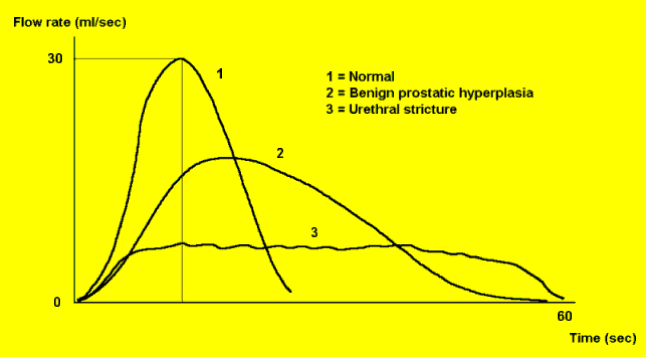 Flow rate (ml/sec)
30
1
1 = Normal
2 = Benign prostatic hyperplasia
3 = Urethral stricture
2
3
0
60
Time (sec)